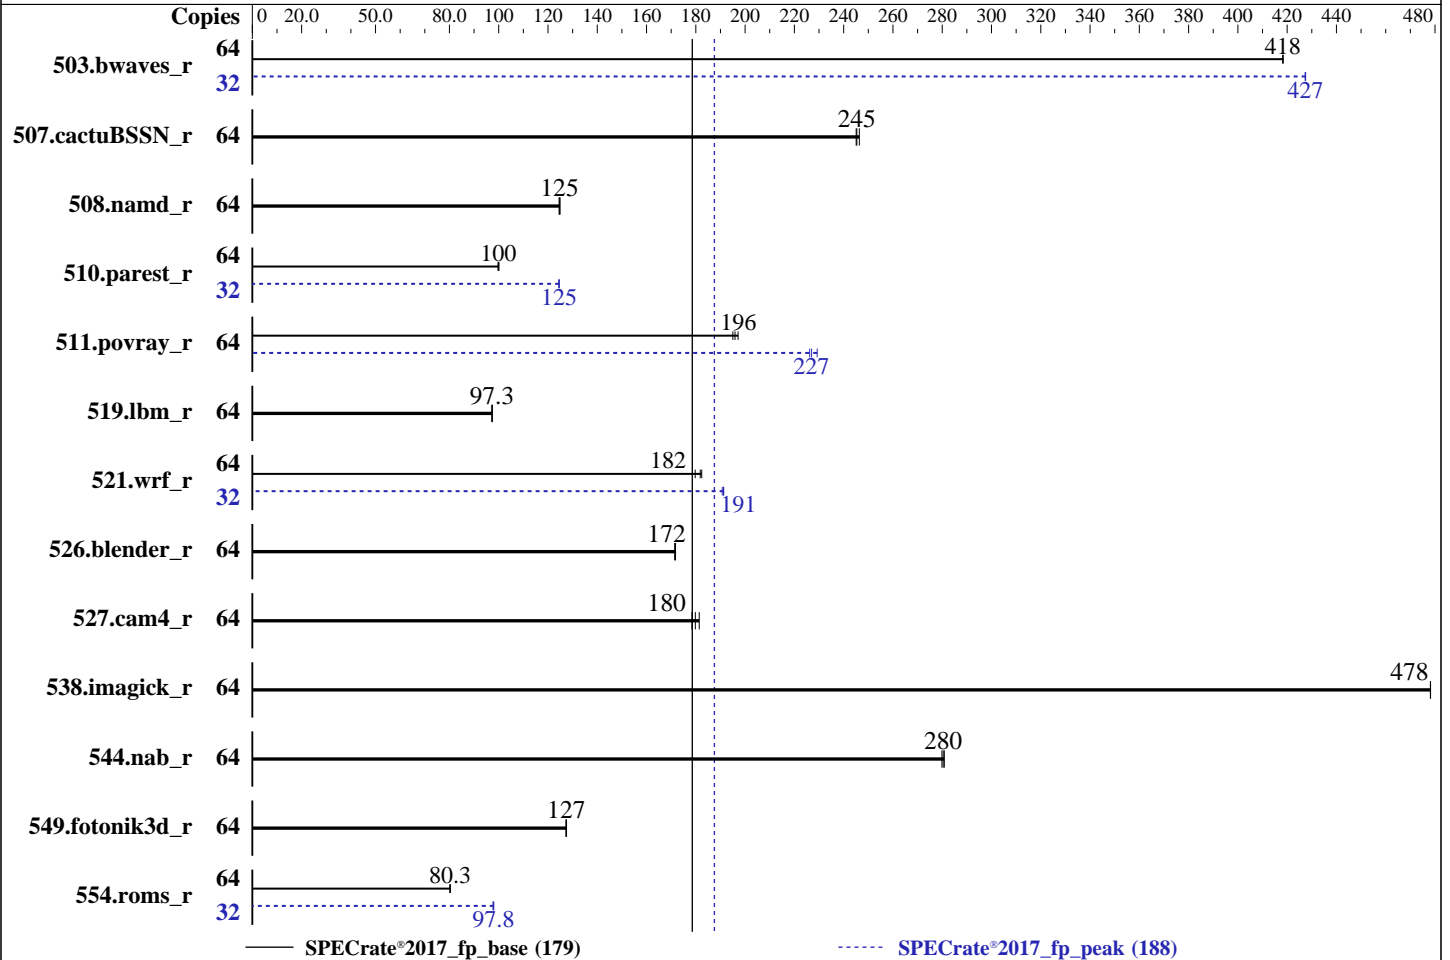 Copies 0 20.0 50.0 80.0 100 120 140 160 180 200 220 240 260 280 300 320 340 360 380 400 420 440 480
503.bwaves_r 64 418
32 427
507.cactuBSSN_r 64 245
508.namd_r 64 125
510.parest_r 64 100
32 125
511.povray_r 64 196
227
519.lbm_r 64 97.3
521.wrf_r 64 182
32 191
526.blender_r 64 172
527.cam4_r 64 180
538.imagick_r 64 478
544.nab_r 64 280
549.fotonik3d_r 64 127
554.roms_r 64 80.3
32 97.8
SPECrate®2017_fp_base (179) SPECrate®2017_fp_peak (188)